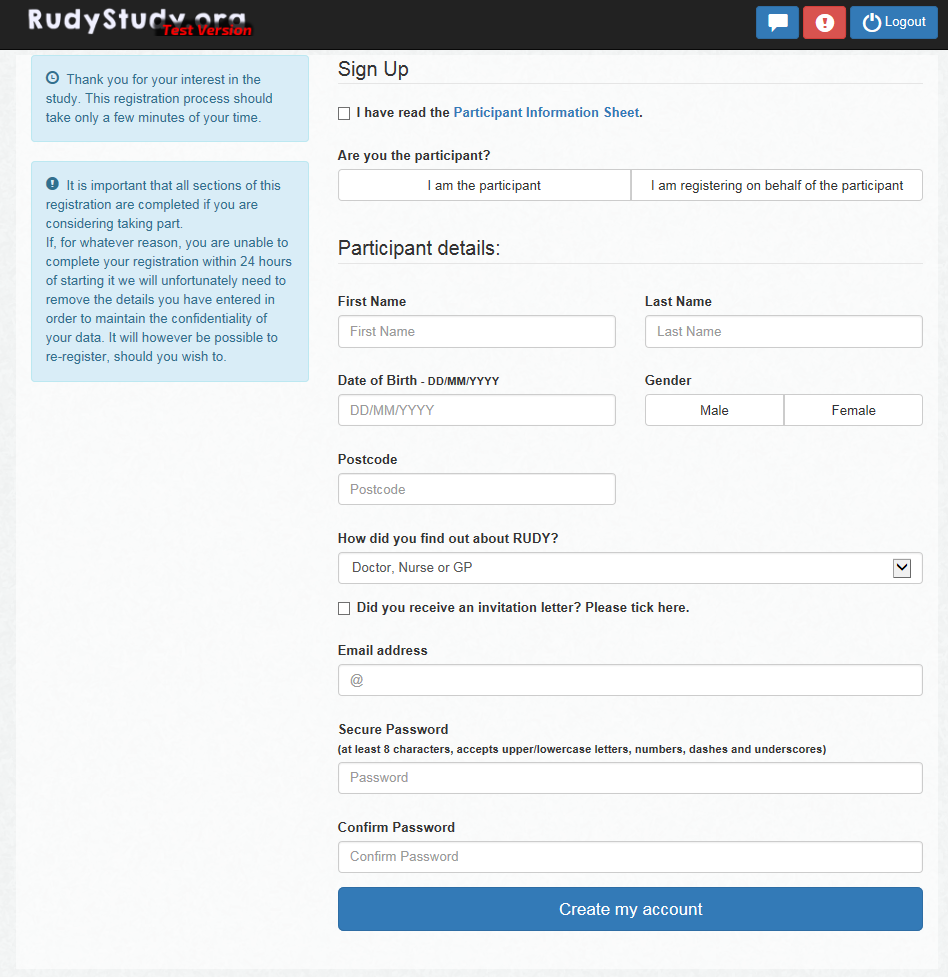 RudyStudy.org
Test Version
Logout
Thank you for your interest in the
study. This registration process should
take only a few minutes of your time.
It is important that all sections of this
registration are completed if you are
considering taking part.
If, for whatever reason, you are unable to
complete your registration within 24 hours
of starting it we will unfortunately need to
remove the details you have entered in
order to maintain the confidentiality of
your data. It will however be possible to
re-register, should you wish to.
Sign Up
I have read the Participant Information Sheet.
Are you the participant?
I am the participant
I am registering on behalf of the participant
Participant details:
First Name
Last Name
First Name
Last Name
Date of Birth - DD/MM/YYYY
Gender
DD/MM/YYYY
Male
Female
Postcode
Postcode
How did you find out about RUDY?
Doctor, Nurse or GP
Did you receive an invitation letter? Please tick here.
Email address
@
Secure Password
(at least 8 characters, accepts upper/lowercase letters, numbers, dashes and underscores)
Password
Confirm Password
Confirm Password
Create my account